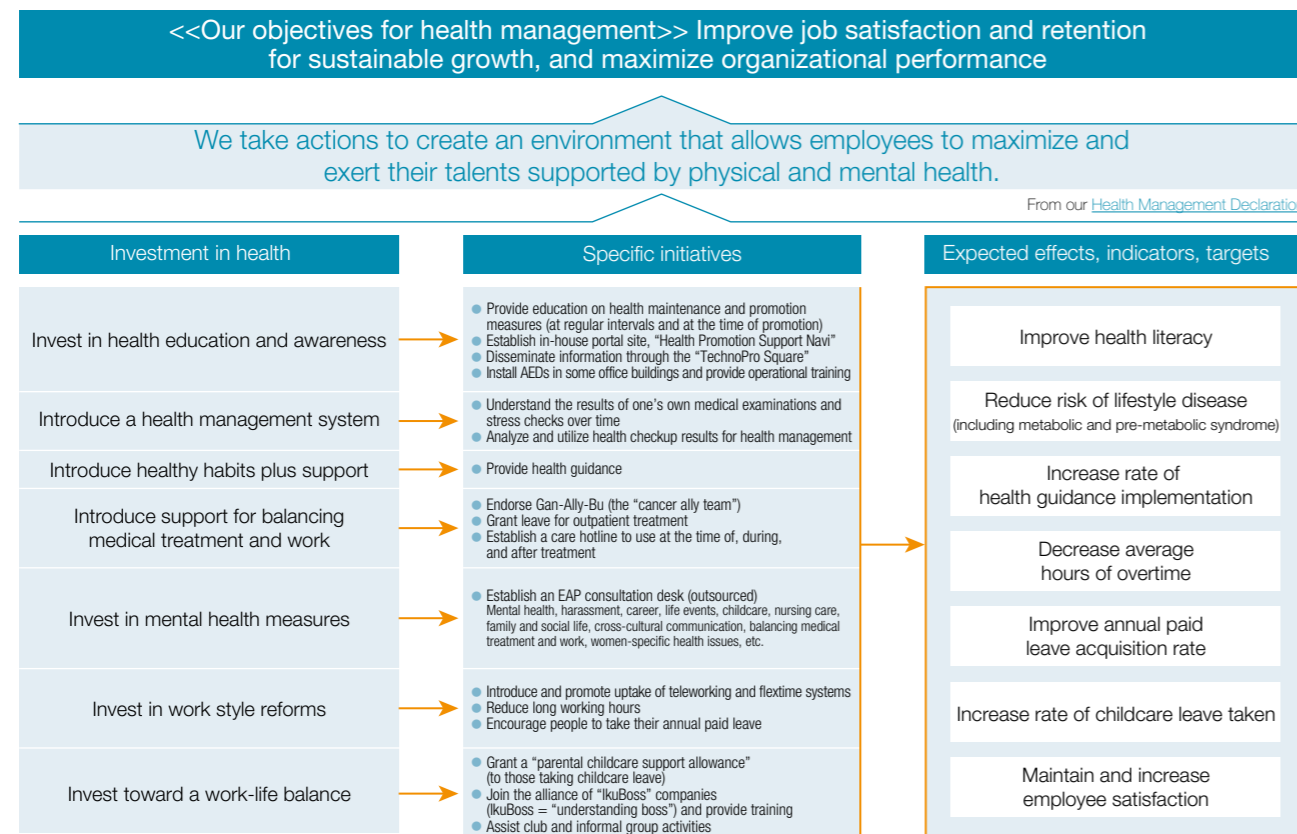 <<Our objectives for health management>> Improve job satisfaction and retention
for sustainable growth, and maximize organizational performance
We take actions to create an environment that allows employees to maximize and
exert their talents supported by physical and mental health.
From our Health Management Declaratio
Investment in health
Specific initiatives
Expected effects, indicators, targets
Invest in health education and awareness
● Provide education on health maintenance and promotion
measures (at regular intervals and at the time of promotion)
● Establish in-house portal site, “Health Promotion Support Navi”
● Disseminate information through the “TechnoPro Square”
● Install AEDs in some office buildings and provide operational training
Introduce a health management system
● Understand the results of one’s own medical examinations and
stress checks over time
● Analyze and utilize health checkup results for health management
Introduce healthy habits plus support
● Provide health guidance
Introduce support for balancing
medical treatment and work
● Endorse Gan-Ally-Bu (the “cancer ally team”)
● Grant leave for outpatient treatment
● Establish a care hotline to use at the time of, during,
and after treatment
Invest in mental health measures
● Establish an EAP consultation desk (outsourced)
Mental health, harassment, career, life events, childcare, nursing care,
family and social life, cross-cultural communication, balancing medical
treatment and work, women-specific health issues, etc.
Invest in work style reforms
● Introduce and promote uptake of teleworking and flextime systems
● Reduce long working hours
● Encourage people to take their annual paid leave
Invest toward a work-life balance
● Grant a “parental childcare support allowance”
(to those taking childcare leave)
● Join the alliance of “IkuBoss” companies
(IkuBoss = “understanding boss”) and provide training
● Assist club and informal group activities
Improve health literacy
Reduce risk of lifestyle disease
(including metabolic and pre-metabolic syndrome)
Increase rate of
health guidance implementation
Decrease average
hours of overtime
Improve annual paid
leave acquisition rate
Increase rate of childcare leave taken
Maintain and increase
employee satisfaction